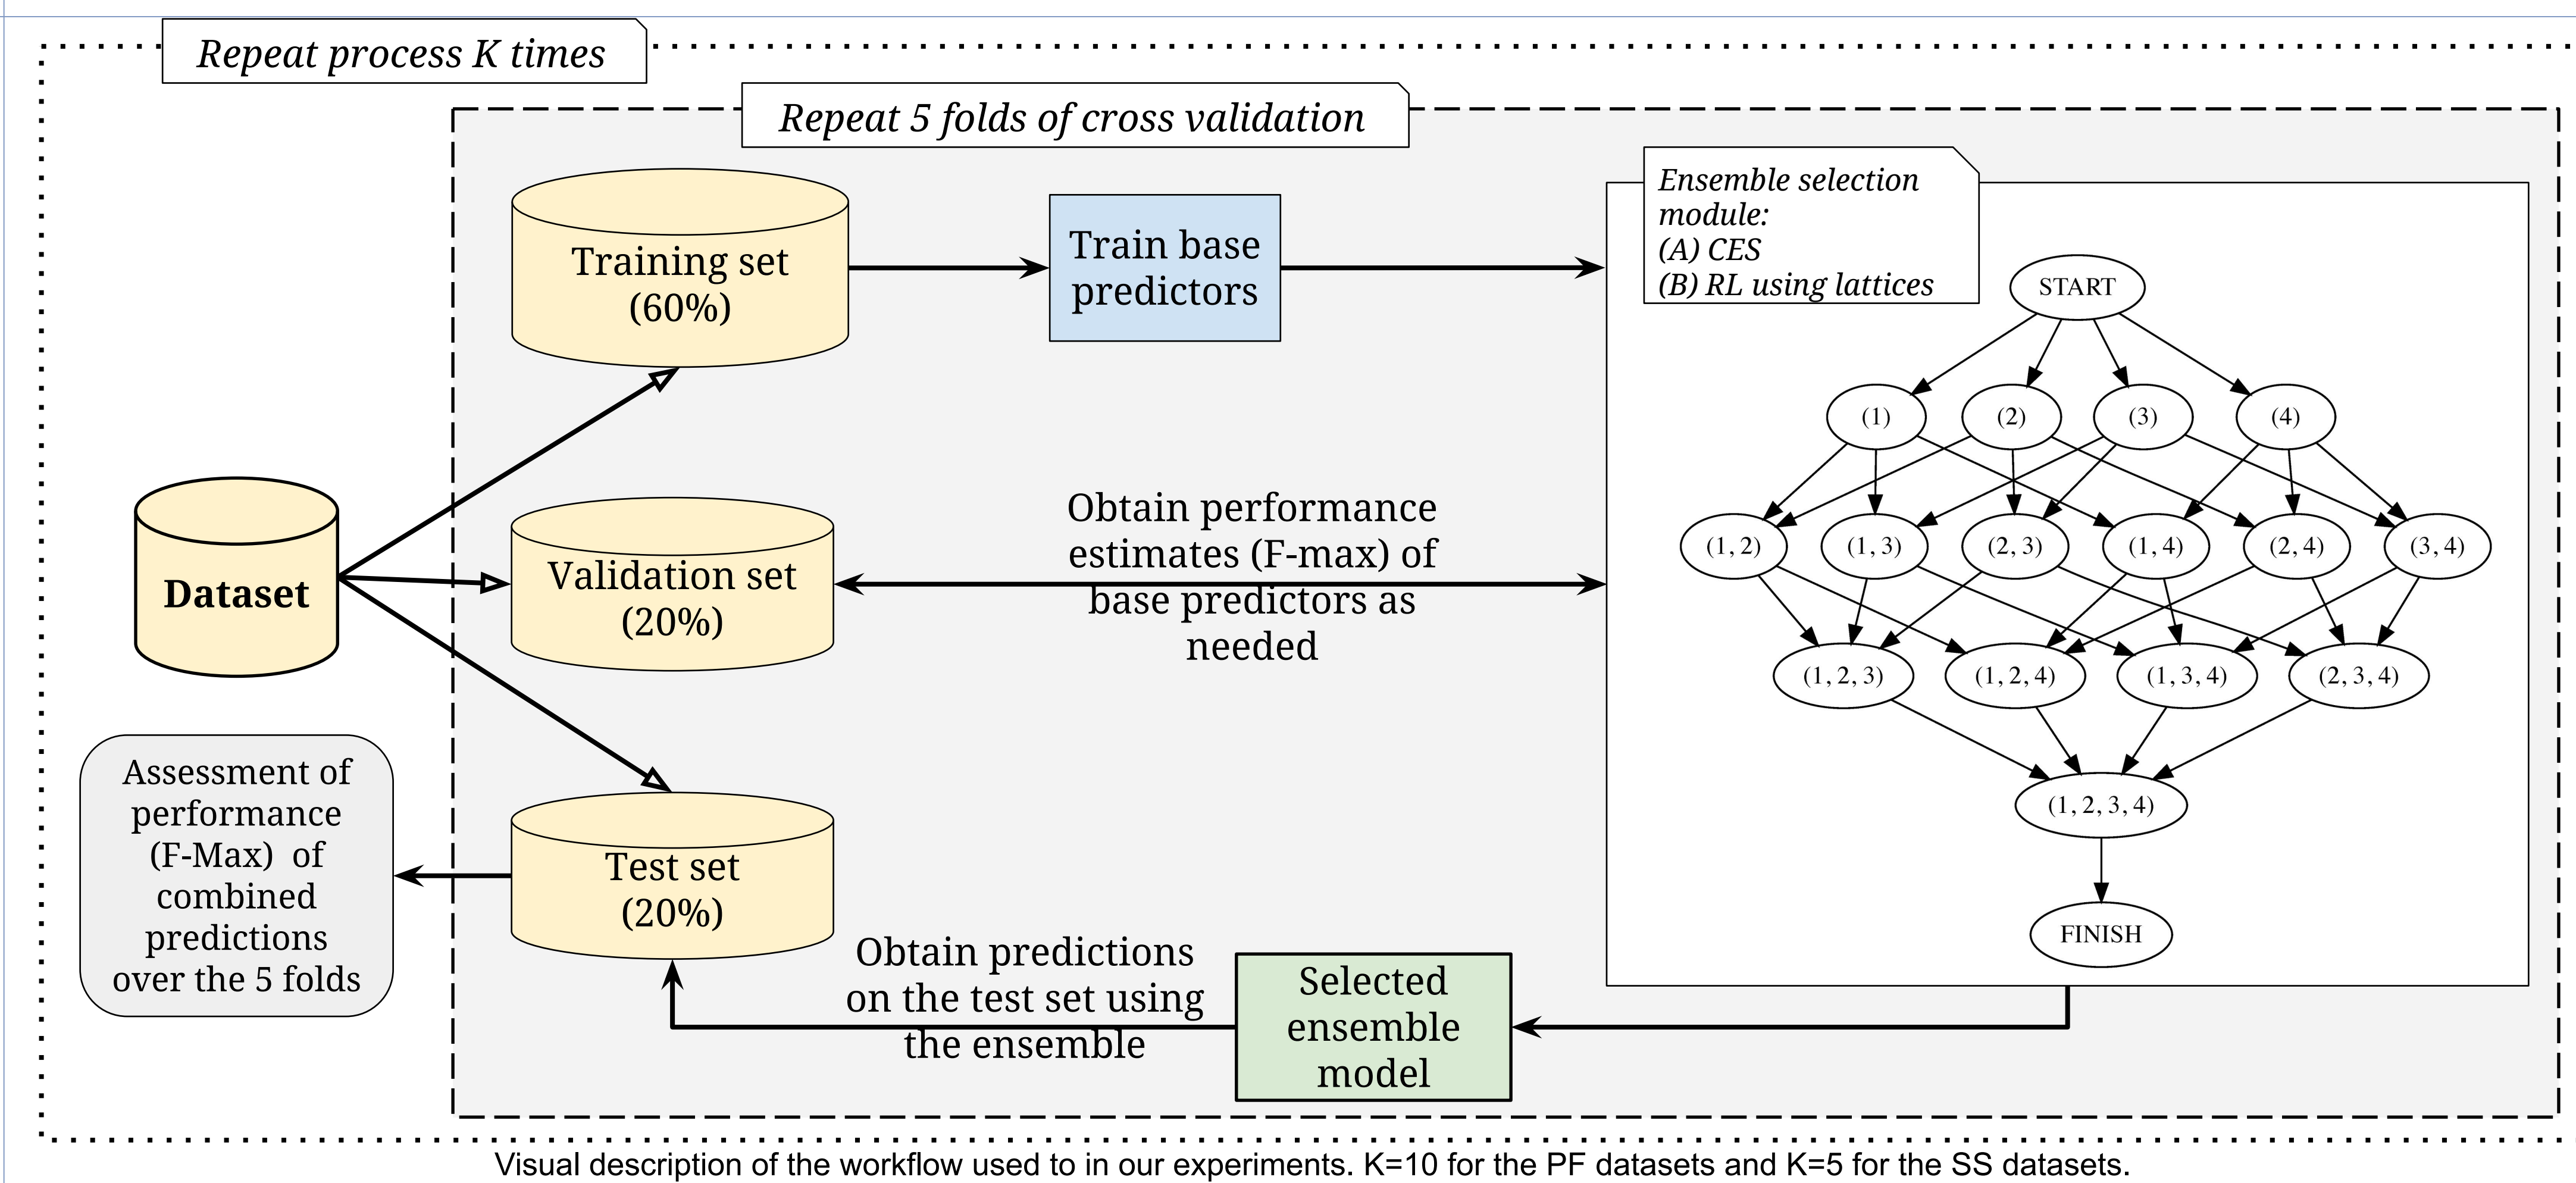 Repeat process K times
Repeat 5 folds of cross validation
Ensemble selection
module:
(A) CES
(B) RL using lattices
Training set
(60%)
Train base
predictors
START
(1)
(2)
(3)
(4)
(1, 2)
(1, 3)
(2, 3)
(1, 4)
(2, 4)
(3, 4)
(1, 2, 3)
(1, 2, 4)
(1, 3, 4)
(2, 3, 4)
(1, 2, 3, 4)
FINISH
Dataset
Validation set
(20%)
Obtain performance
estimates (F-max) of
base predictors as
needed
Assessment of
performance
(F-Max) of
combined
predictions
over the 5 folds
Test set
(20%)
Obtain predictions
on the test set using
the ensemble
Selected
ensemble
model
Visual description of the workflow used to in our experiments. K=10 for the PF datasets and K=5 for the SS datasets.